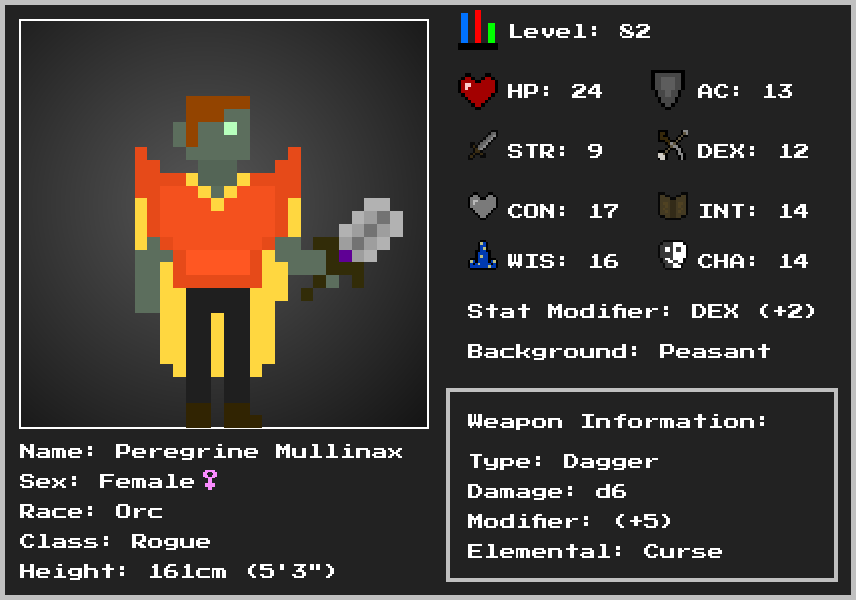 Level: 82
HP: 24 AC: 13
STR: 9 DEX: 12
CON: 17 INT: 14
WIS: 16 CHA: 14
Stat Modifier: DEX (+2)
Background: Peasant
Weapon Information:
Type: Dagger
Damage: d6
Modifier: (+5)
Elemental: Curse
Name: Peregrine Mullinax
Sex: Female♀
Race: Orc
Class: Rogue
Height: 161cm (5'3")